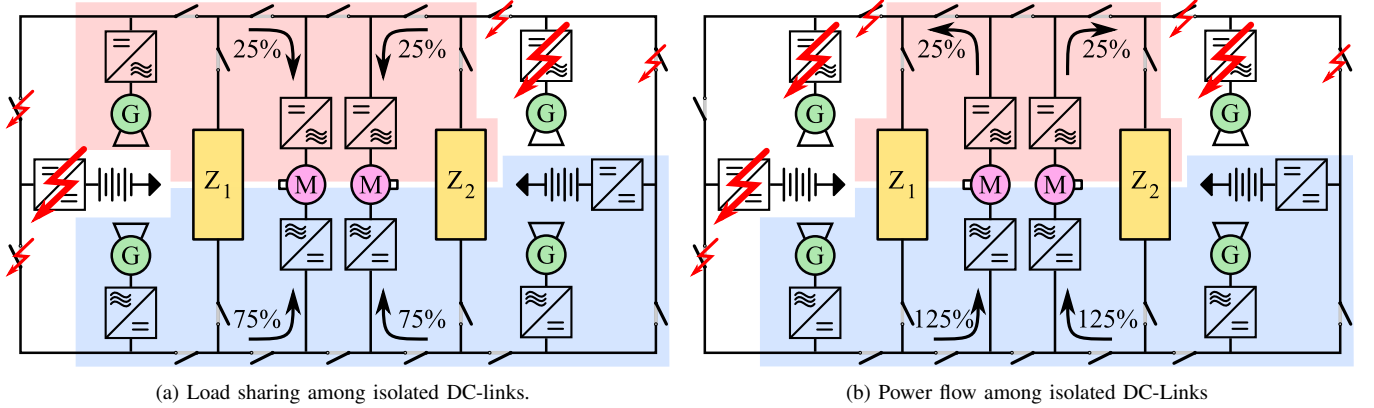 25%
25%
G
G
Z1
M
M
Z2
G
G
75%
75%
(a) Load sharing among isolated DC-links.
25%
25%
G
G
Z1
M
M
Z2
G
G
125%
125%
(b) Power flow among isolated DC-Links